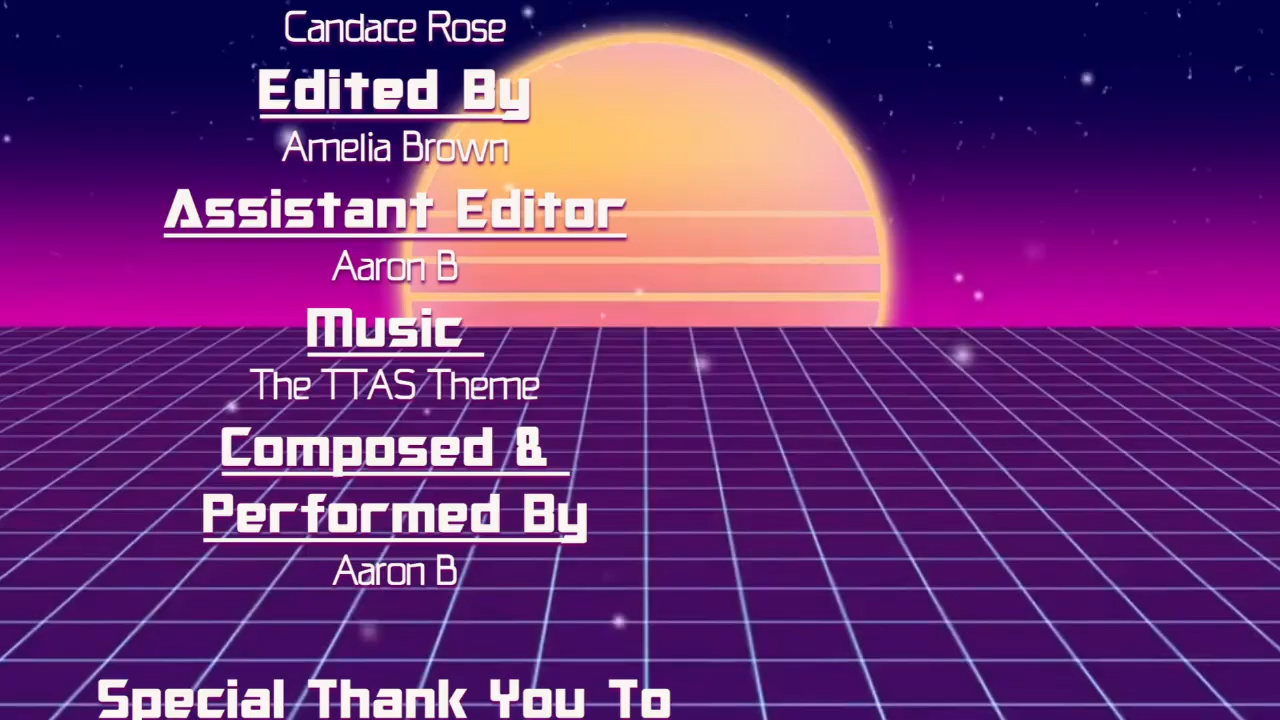 Candace Rose
Edited By
Amelia Brown
Assistant Editor
Aaron B
Music
The TTAS Theme
Composed &
Performed By
Aaron B
Special Thank You To